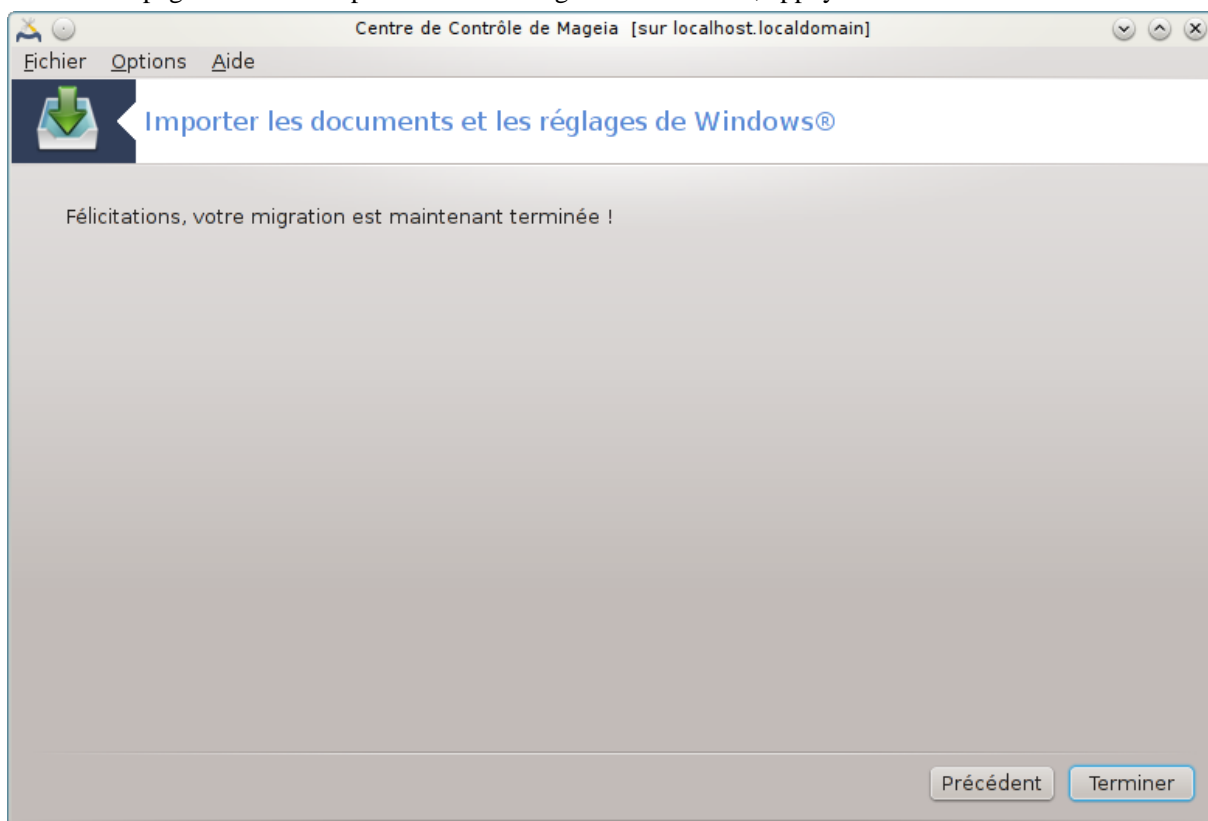 Centre de Contrôle de Mageia [sur localhost.localdomain]
Fichier Options Aide
Importer les documents et les réglages de Windows®
Félicitations, votre migration est maintenant terminée !
Précédent Terminer